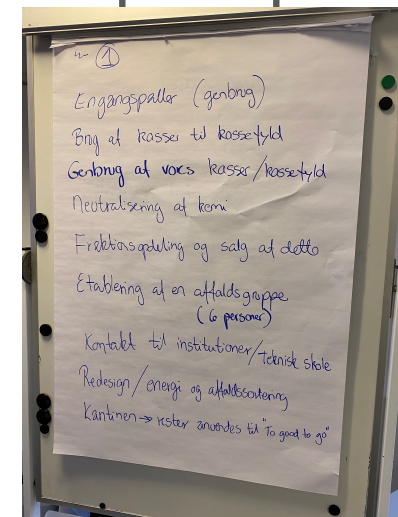 1
Engangspaller (genbrug)
Brug af kasser til kassefyld
Genbrug af voks kasser/kassefyld
Neutralisering af kemi
Fraktionsopdeling og salg af dette
Etablering af en affaldsgruppe
(6 personer)
Kontakt til institutioner/teknisk skole
Redesign/energi og affaldssortering
Kantinen → rester anvendes til "To good to go"